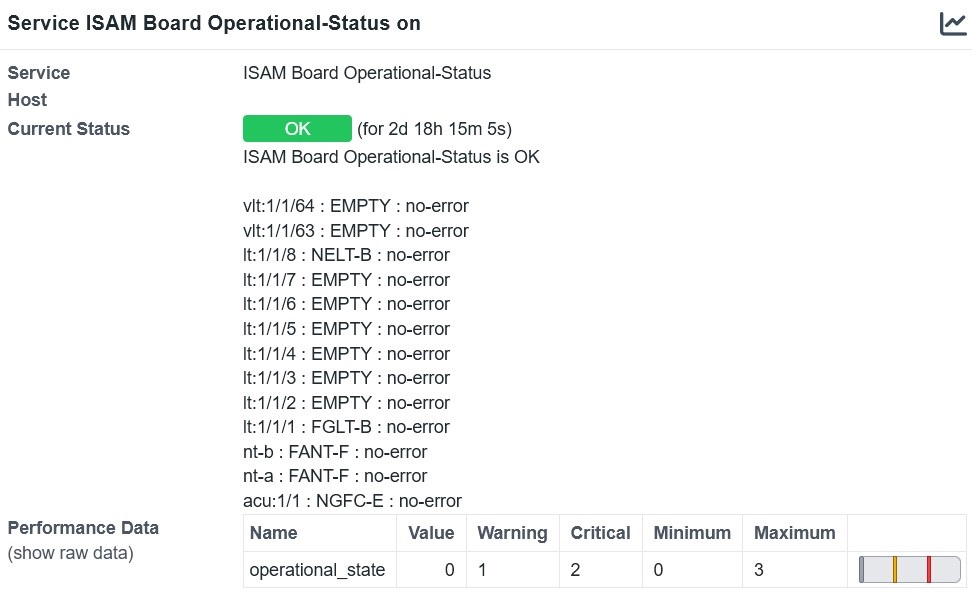 Service ISAM Board Operational-Status on
Service ISAM Board Operational-Status
Host
Current Status OK (for 2d 18h 15m 5s)
ISAM Board Operational-Status is OK
vlt:1/1/64 : EMPTY : no-error
vlt:1/1/63 : EMPTY : no-error
lt:1/1/8 : NELT-B : no-error
lt:1/1/7 : EMPTY : no-error
lt:1/1/6 : EMPTY : no-error
lt:1/1/5 : EMPTY : no-error
lt:1/1/4 : EMPTY : no-error
lt:1/1/3 : EMPTY : no-error
lt:1/1/2 : EMPTY : no-error
lt:1/1/1 : FGLT-B : no-error
nt-b : FANT-F : no-error
nt-a : FANT-F : no-error
acu:1/1 : NGFC-E : no-error
Performance Data
(show raw data)
Name Value Warning Critical Minimum Maximum
operational_state 0 1 2 0 3